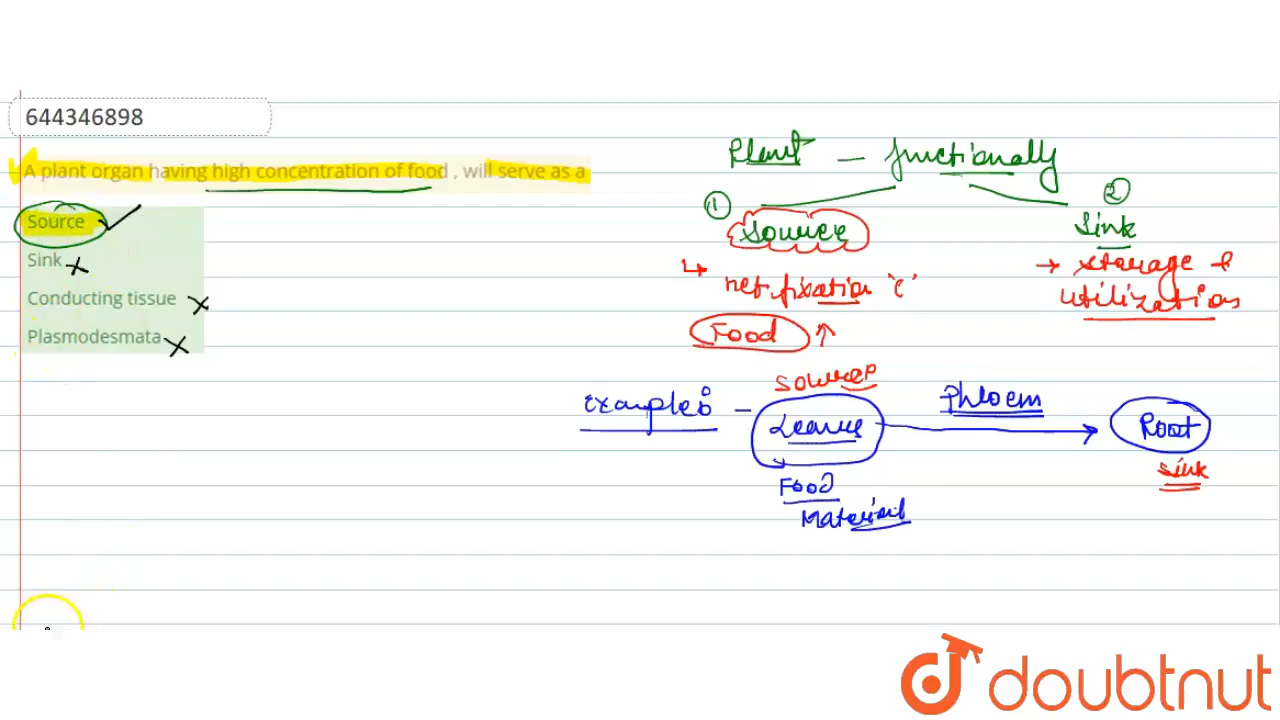 644346898
A plant organ having high concentration of food , will serve as a
Source
Sink
Conducting tissue
Plasmodesmata
Plant - functionally
① ②
Source Sink
↳ net fixation 'c' → storage &
utilization
Food ↑
Source
Examples - Leaves Phloem → Root
Sink
Food
Material
doubtnut